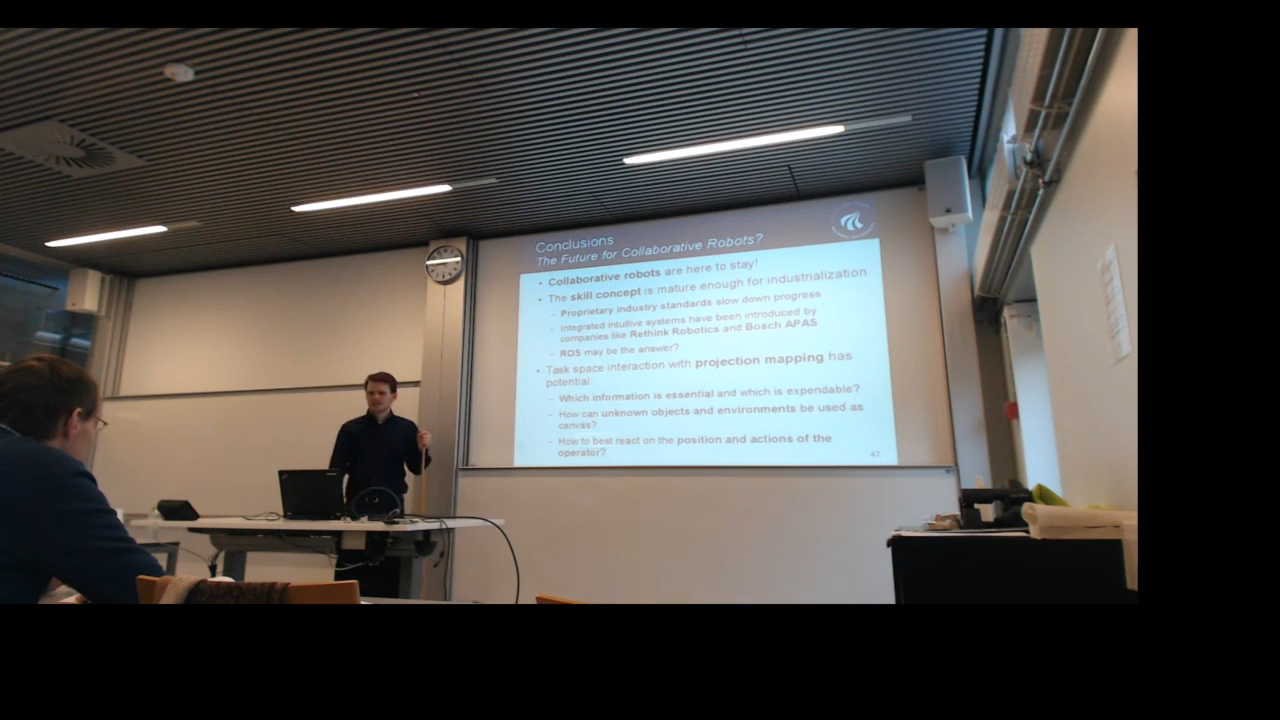 Conclusions
The Future for Collaborative Robots?
• Collaborative robots are here to stay!
• The skill concept is mature enough for industrialization
– Proprietary industry standards slow down progress
– Integrated intuitive systems have been introduced by
companies like Rethink Robotics and Bosch APAS
– ROS may be the answer?
• Task space interaction with projection mapping has
potential:
– Which information is essential and which is expendable?
– How can unknown objects and environments be used as
canvas?
– How to best react on the position and actions of the
operator?
47